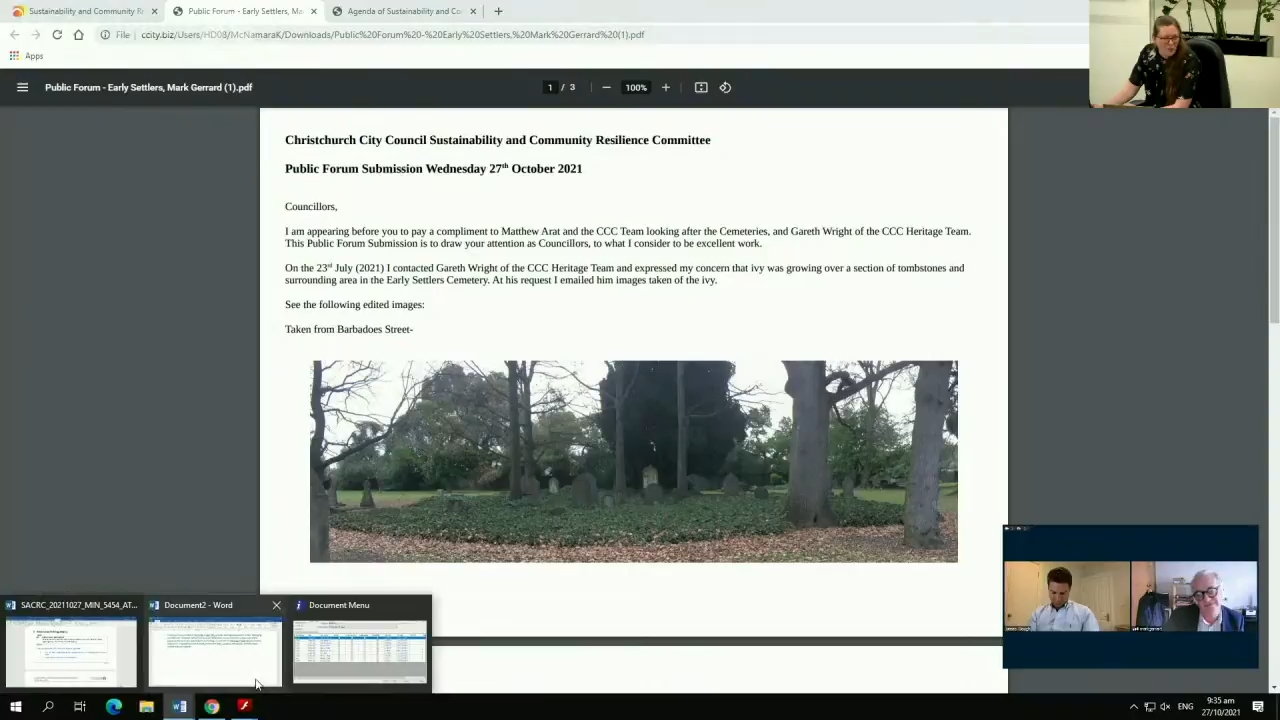 Sustainability and Community R
Public Forum - Early Settlers, Ma
Agenda of Sustainability and Co
File
ccity.biz/Users/HD08/McNamaraK/Downloads/Public%20Forum%20-%20Early%20Settlers,%20Mark%20Gerrard%20(1).pdf
Apps
Public Forum - Early Settlers, Mark Gerrard (1).pdf
1 / 3
100%
Christchurch City Council Sustainability and Community Resilience Committee
Public Forum Submission Wednesday 27th October 2021
Councillors,
I am appearing before you to pay a compliment to Matthew Arat and the CCC Team looking after the Cemeteries, and Gareth Wright of the CCC Heritage Team.
This Public Forum Submission is to draw your attention as Councillors, to what I consider to be excellent work.
On the 23rd July (2021) I contacted Gareth Wright of the CCC Heritage Team and expressed my concern that ivy was growing over a section of tombstones and
surrounding area in the Early Settlers Cemetery. At his request I emailed him images taken of the ivy.
See the following edited images:
Taken from Barbadoes Street-
SACRC_20211027_MIN_5454_AT...
Document2 - Word
Document Menu
ENG
9:35 am
27/10/2021